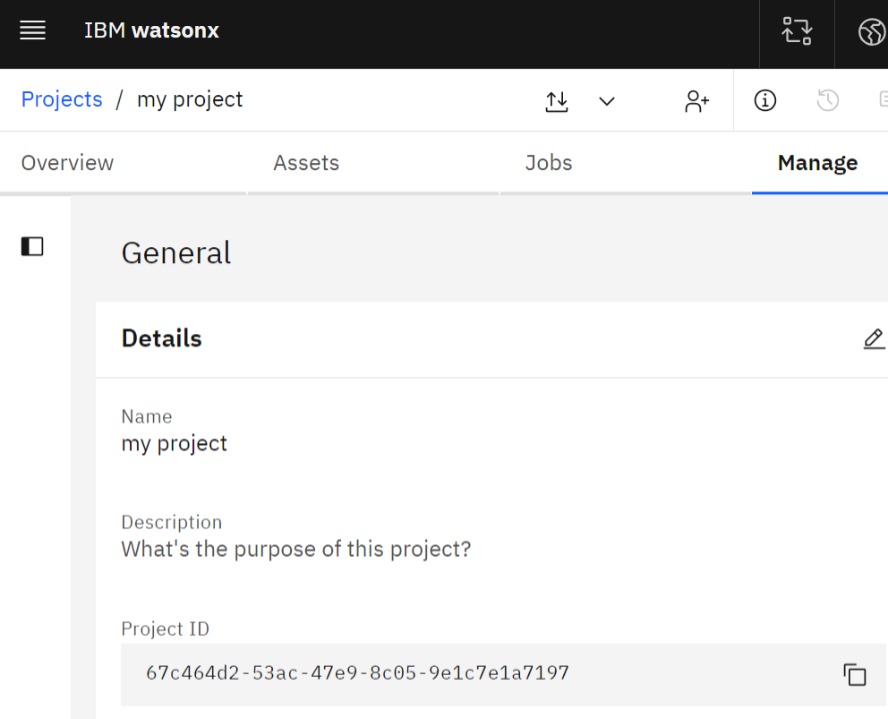 IBM watsonx
Projects / my project
Overview Assets Jobs Manage
General
Details
Name
my project
Description
What's the purpose of this project?
Project ID
67c464d2-53ac-47e9-8c05-9e1c7e1a7197